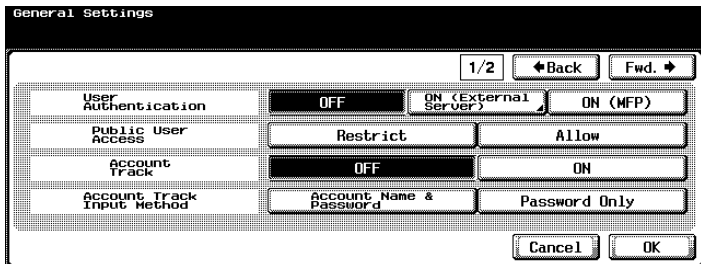 General Settings
1/2 ←Back Fwd. →
User Authentication OFF ON (External Server) ON (MFP)
Public User Access Restrict Allow
Account Track OFF ON
Account Track Input Method Account Name & Password Password Only
Cancel OK